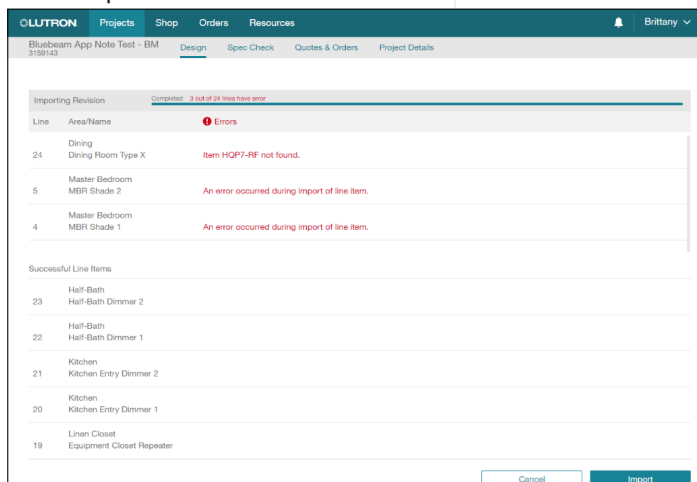 LUTRON Projects Shop Orders Resources Brittany
Bluebeam App Note Test - BM Design Spec Check Quotes & Orders Project Details
3159143
Importing Revision Completed 3 out of 24 lines have error
Line Area/Name Errors
Dining
24 Dining Room Type X Item HQP7-RF not found.
Master Bedroom
5 MBR Shade 2 An error occurred during import of line item.
Master Bedroom
4 MBR Shade 1 An error occurred during import of line item.
Successful Line Items
Half-Bath
23 Half-Bath Dimmer 2
Half-Bath
22 Half-Bath Dimmer 1
Kitchen
21 Kitchen Entry Dimmer 2
Kitchen
20 Kitchen Entry Dimmer 1
Linen Closet
19 Equipment Closet Repeater
Cancel Import